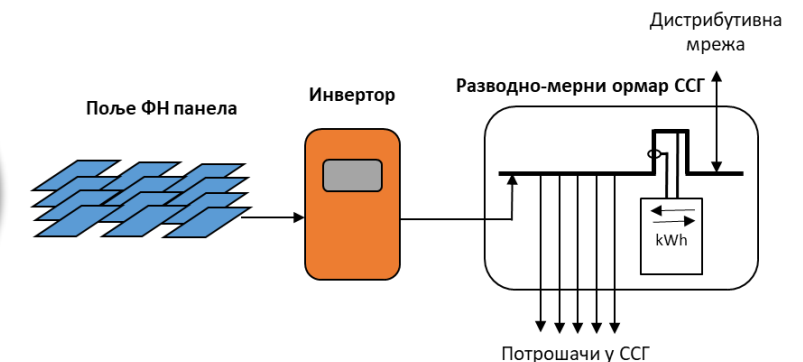 Дистрибутивна
мрежа
Разводно-мерни ормар ССГ
Инвертор
Поље ФН панела
kWh
Потрошачи у ССГ